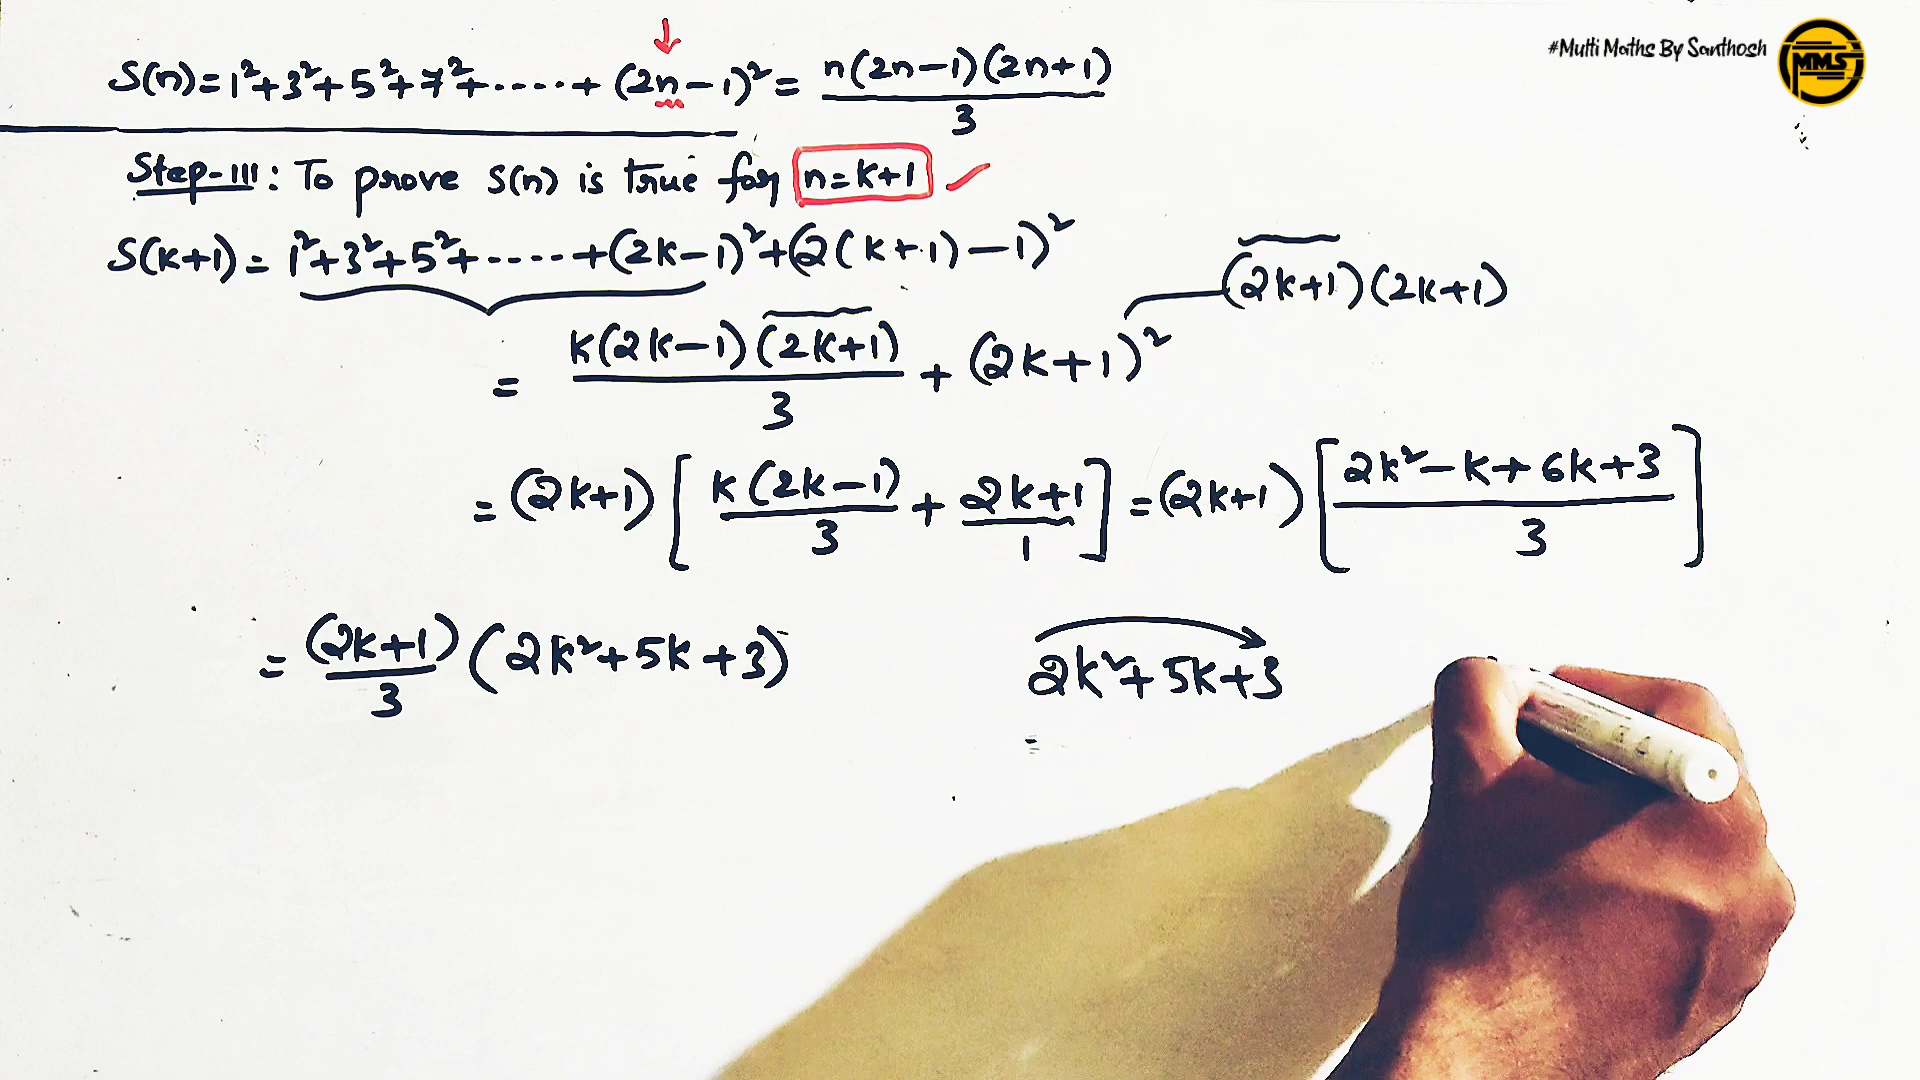 #Multi Maths By Santhosh
MMS
S(n) = 1² + 3² + 5² + 7² + ..... + (2n-1)² = n(2n-1)(2n+1) / 3
Step-III: To prove S(n) is true for n = k+1 ✓
S(k+1) = 1² + 3² + 5² + ..... + (2k-1)² + (2(k+1)-1)²
(2k+1)(2k+1)
= k(2k-1)(2k+1) / 3 + (2k+1)²
= (2k+1) [ k(2k-1) / 3 + 2k+1 / 1 ] = (2k+1) [ 2k² - k + 6k + 3 / 3 ]
= (2k+1) / 3 (2k² + 5k + 3)
2k² + 5k + 3
=